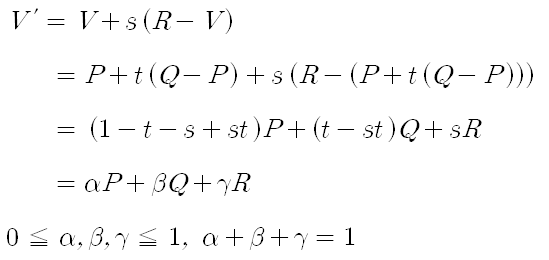 V′ = V + s (R − V)
= P + t (Q − P) + s (R − (P + t (Q − P)))
= (1 − t − s + st )P + (t − st )Q + sR
= αP + βQ + γR
0 ≦ α, β, γ ≦ 1, α + β + γ = 1